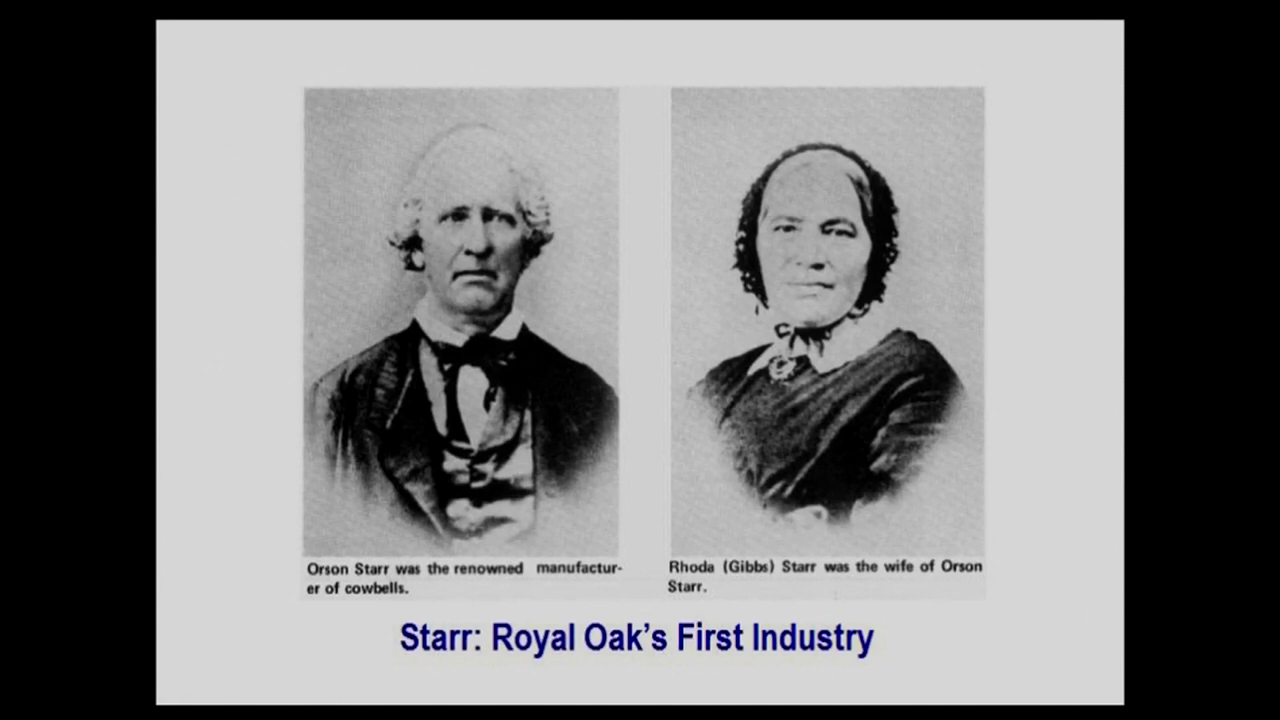 Orson Starr was the renowned manufactur-
er of cowbells.
Rhoda (Gibbs) Starr was the wife of Orson
Starr.
Starr: Royal Oak's First Industry